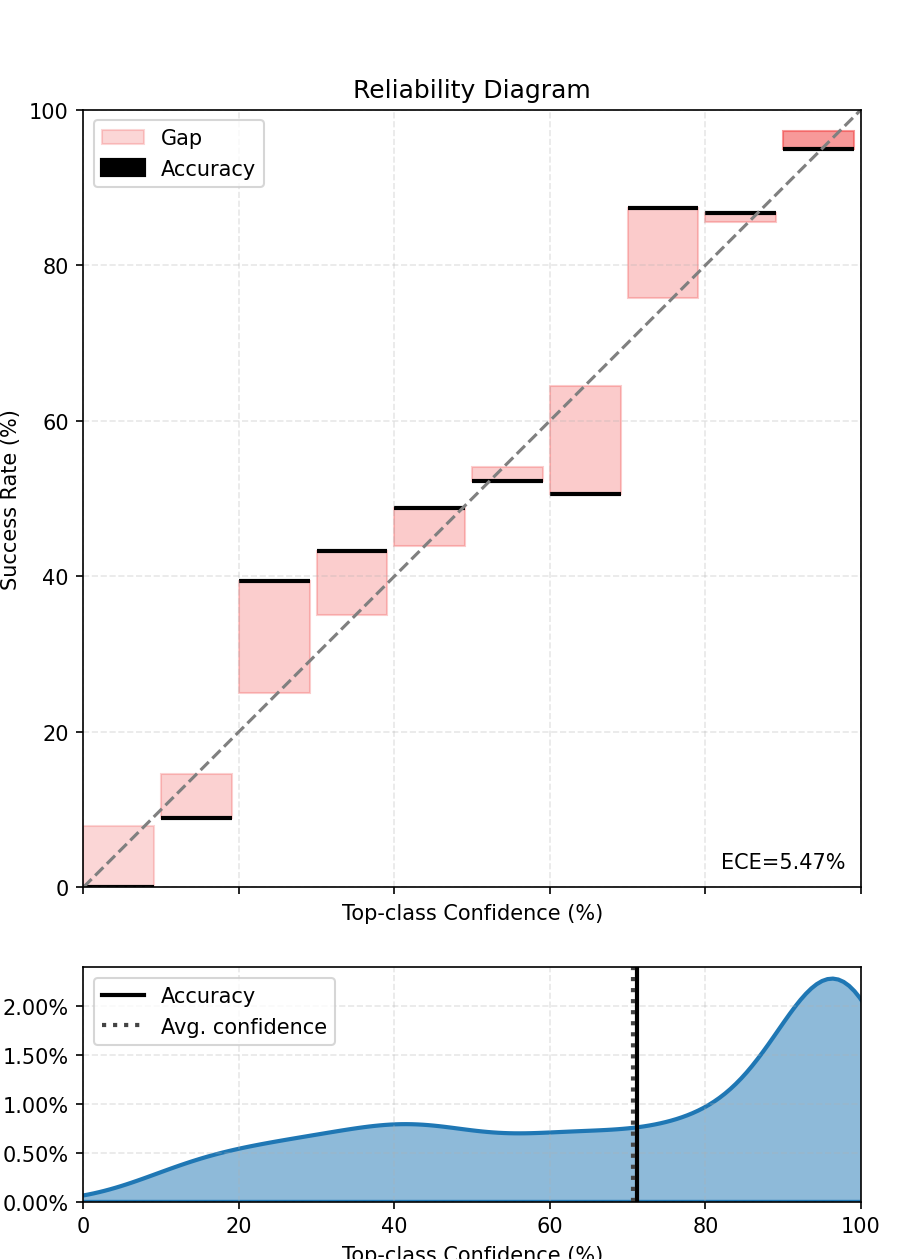 Reliability Diagram
100
80
60
40
20
0
Success Rate (%)
Gap
Accuracy
ECE=5.47%
Top-class Confidence (%)
2.00%
1.50%
1.00%
0.50%
0.00%
Accuracy
Avg. confidence
0 20 40 60 80 100
Top-class Confidence (%)